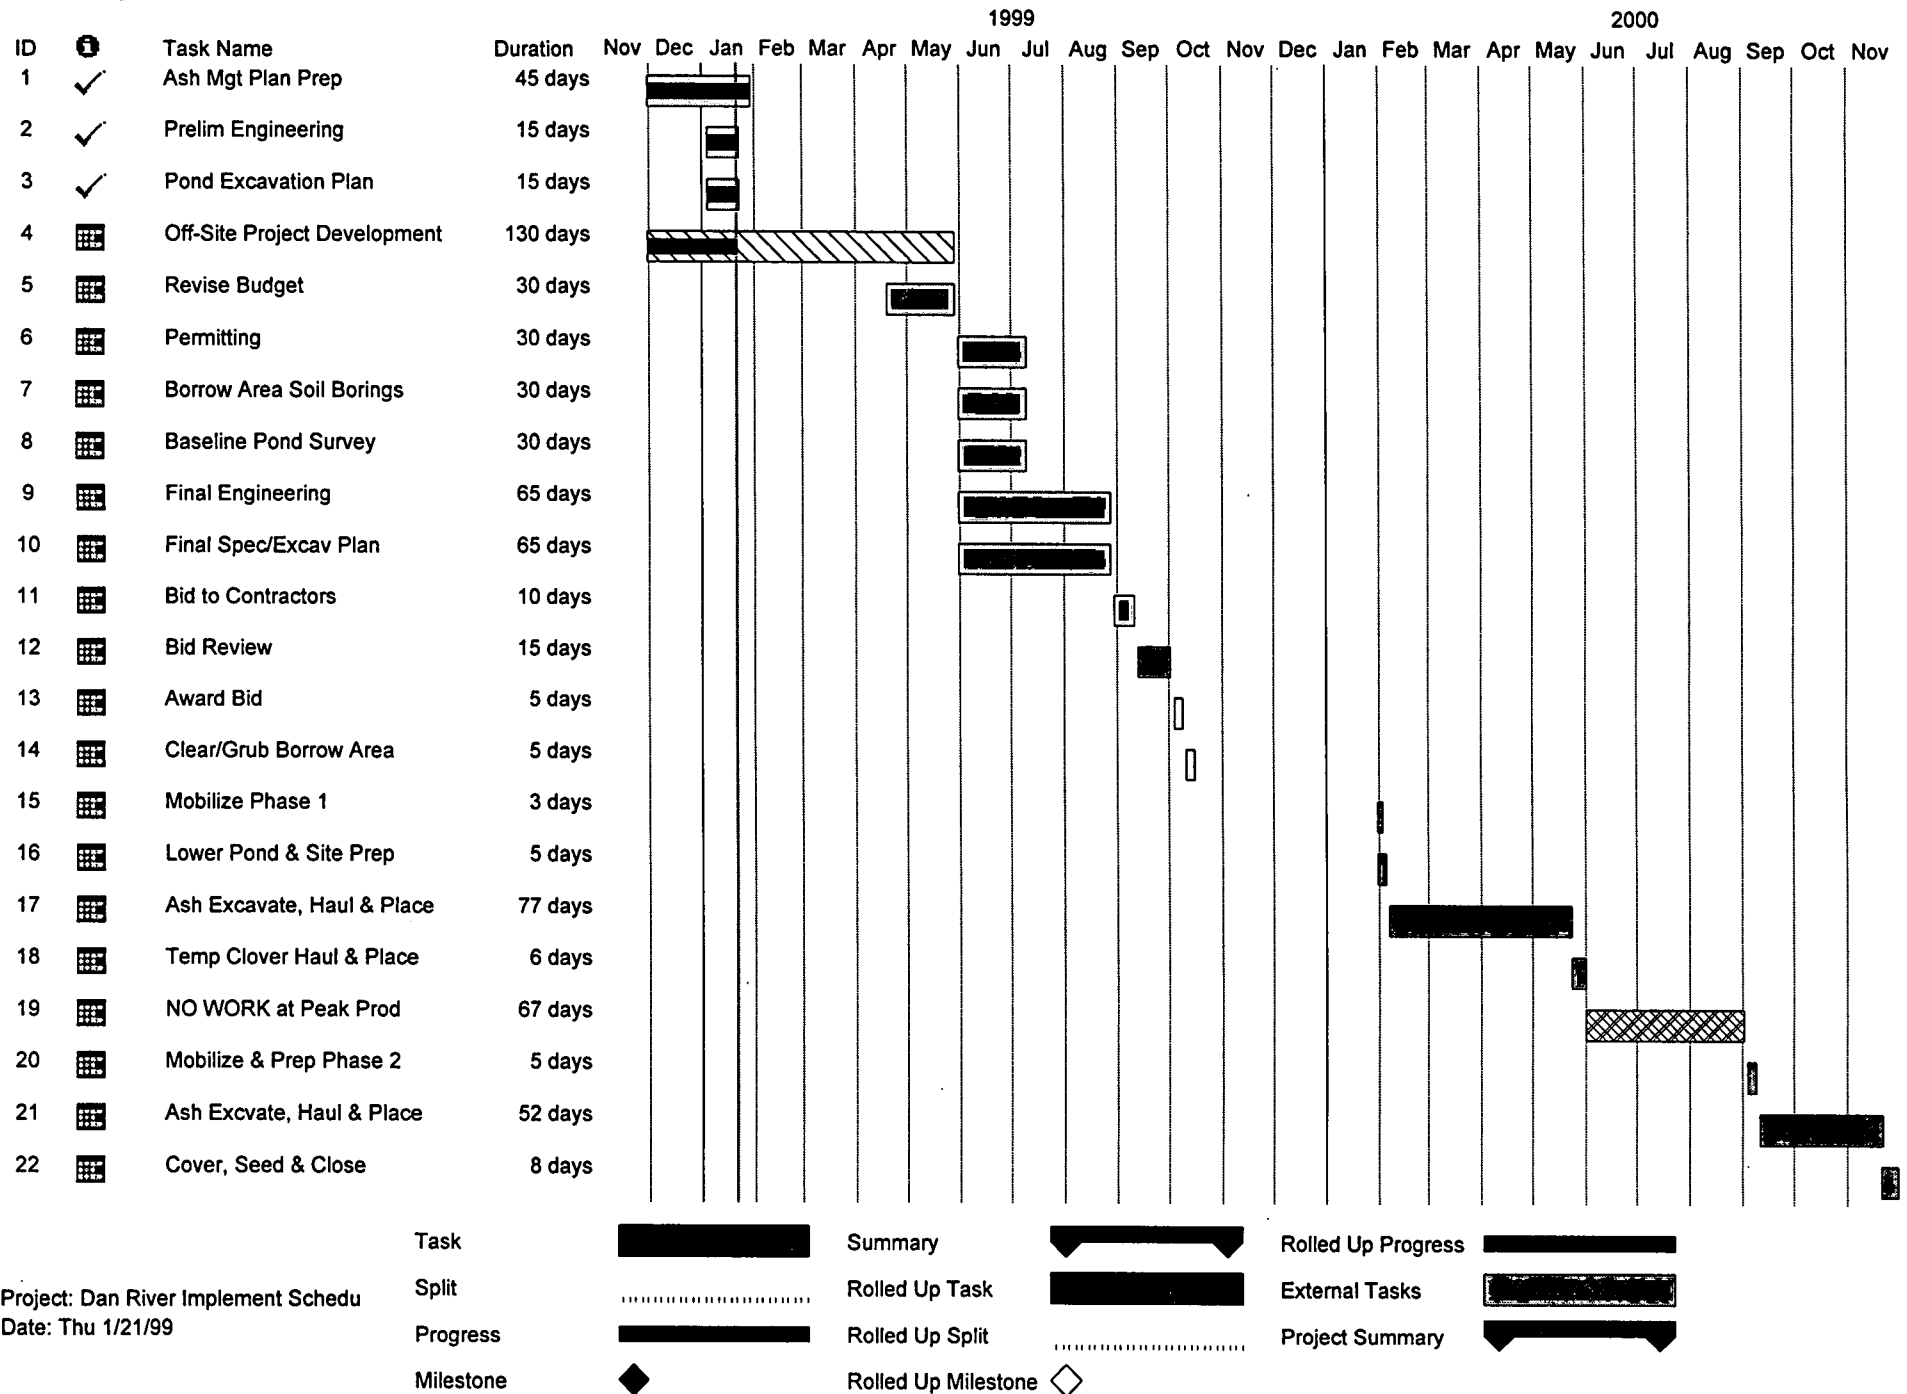 1999 2000
ID Task Name Duration Nov Dec Jan Feb Mar Apr May Jun Jul Aug Sep Oct Nov Dec Jan Feb Mar Apr May Jun Jul Aug Sep Oct Nov
1 Ash Mgt Plan Prep 45 days
2 Prelim Engineering 15 days
3 Pond Excavation Plan 15 days
4 Off-Site Project Development 130 days
5 Revise Budget 30 days
6 Permitting 30 days
7 Borrow Area Soil Borings 30 days
8 Baseline Pond Survey 30 days
9 Final Engineering 65 days
10 Final Spec/Excav Plan 65 days
11 Bid to Contractors 10 days
12 Bid Review 15 days
13 Award Bid 5 days
14 Clear/Grub Borrow Area 5 days
15 Mobilize Phase 1 3 days
16 Lower Pond & Site Prep 5 days
17 Ash Excavate, Haul & Place 77 days
18 Temp Clover Haul & Place 6 days
19 NO WORK at Peak Prod 67 days
20 Mobilize & Prep Phase 2 5 days
21 Ash Excvate, Haul & Place 52 days
22 Cover, Seed & Close 8 days
Project: Dan River Implement Schedu
Date: Thu 1/21/99
Task
Split
Progress
Milestone
Summary
Rolled Up Task
Rolled Up Split
Rolled Up Milestone
Rolled Up Progress
External Tasks
Project Summary